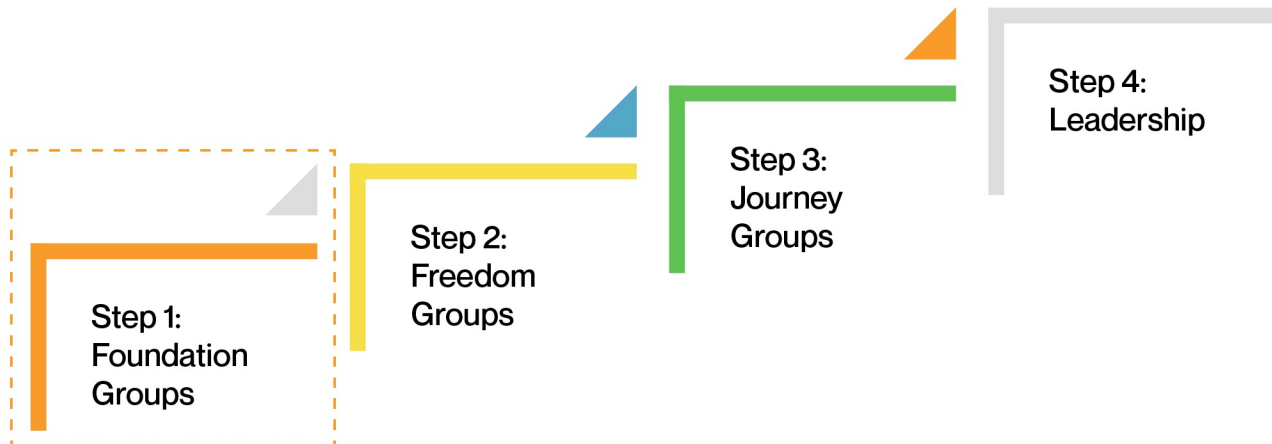 Step 1:
Foundation
Groups
Step 2:
Freedom
Groups
Step 3:
Journey
Groups
Step 4:
Leadership